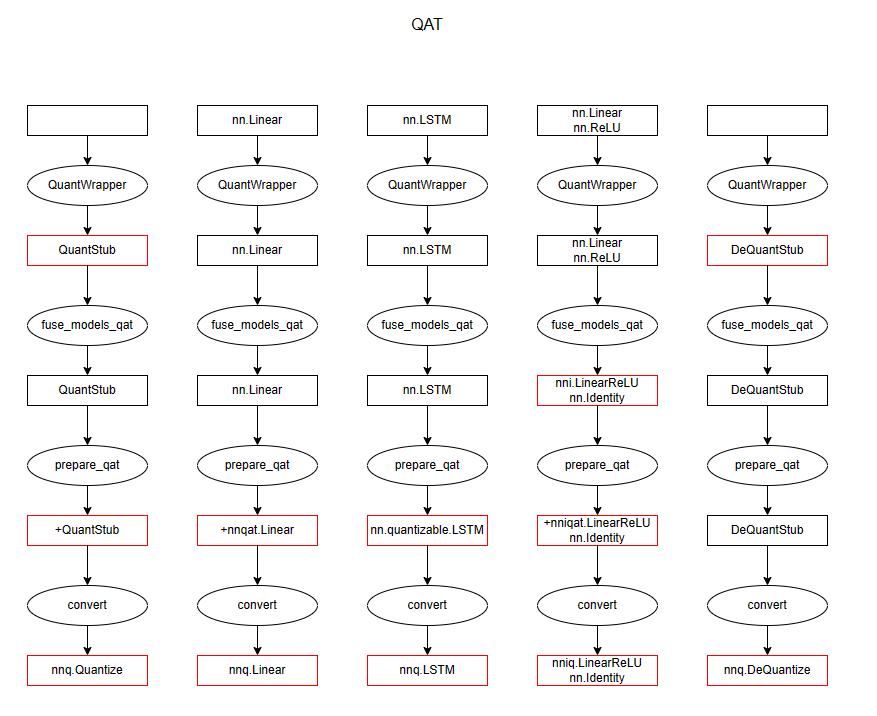 QAT
nn.Linear
nn.LSTM
nn.Linear
nn.ReLU
QuantWrapper
QuantWrapper
QuantWrapper
QuantWrapper
QuantWrapper
QuantStub
nn.Linear
nn.LSTM
nn.Linear
nn.ReLU
DeQuantStub
fuse_models_qat
fuse_models_qat
fuse_models_qat
fuse_models_qat
fuse_models_qat
QuantStub
nn.Linear
nn.LSTM
nni.LinearReLU
nn.Identity
DeQuantStub
prepare_qat
prepare_qat
prepare_qat
prepare_qat
prepare_qat
+QuantStub
+nnqat.Linear
nn.quantizable.LSTM
+nniqat.LinearReLU
nn.Identity
DeQuantStub
convert
convert
convert
convert
convert
nnq.Quantize
nnq.Linear
nnq.LSTM
nniq.LinearReLU
nn.Identity
nnq.DeQuantize